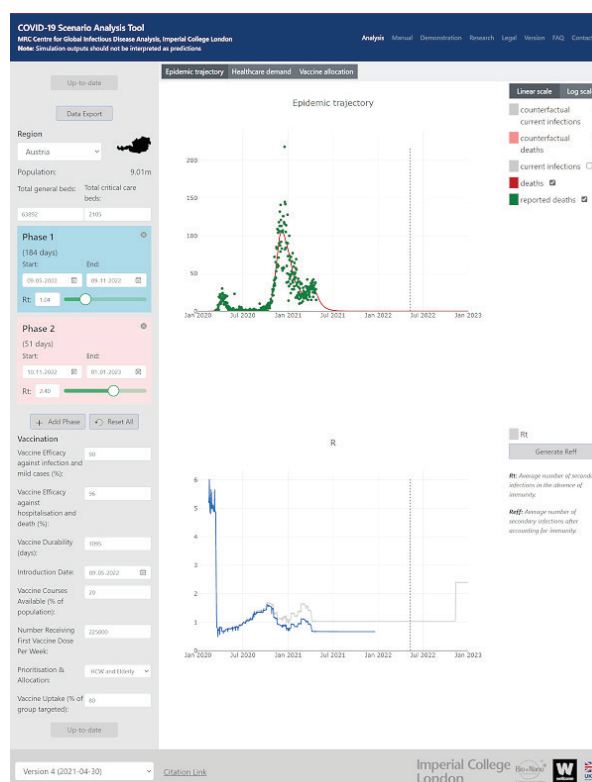 COVID-19 Scenario Analysis Tool
MRC Centre for Global Infectious Disease Analysis, Imperial College London
Note: Simulation outputs should not be interpreted as predictions
Analysis Manual Demonstration Research Legal Version FAQ Contact
Up-to-date
Data Export
Region
Austria
Population: 9.01m
Total general beds: Total critical care beds:
63892 2105
Phase 1
(184 days)
Start: End:
09.05.2022 09.11.2022
Rt: 1.04
Phase 2
(51 days)
Start: End:
10.11.2022 01.01.2023
Rt: 2.40
+ Add Phase Reset All
Vaccination
Vaccine Efficacy
against infection and
mild cases (%):
90
Vaccine Efficacy
against
hospitalisation and
death (%):
96
Vaccine Durability
(days):
1095
Introduction Date: 09.05.2022
Vaccine Courses
Available (% of
population):
20
Number Receiving
First Vaccine Dose
Per Week:
225000
Prioritisation &
Allocation:
HCW and Elderly
Vaccine Uptake (% of
group targeted):
80
Up-to-date
Epidemic trajectory Healthcare demand Vaccine allocation
Epidemic trajectory
200
150
100
50
0
Jan 2020 Jul 2020 Jan 2021 Jul 2021 Jan 2022 Jul 2022 Jan 2023
Linear scale Log scale
counterfactual
current infections
counterfactual
deaths
current infections
deaths
reported deaths
R
6
5
4
3
2
1
0
Jan 2020 Jul 2020 Jan 2021 Jul 2021 Jan 2022 Jul 2022 Jan 2023
Rt
Generate Reff
Rt: Average number of
infections in the absence of
immunity.
Reff: Average number of
secondary infections after
accounting for immunity.
Version 4 (2021-04-30)
Citation Link
Imperial College
London
Bio-Nano
W